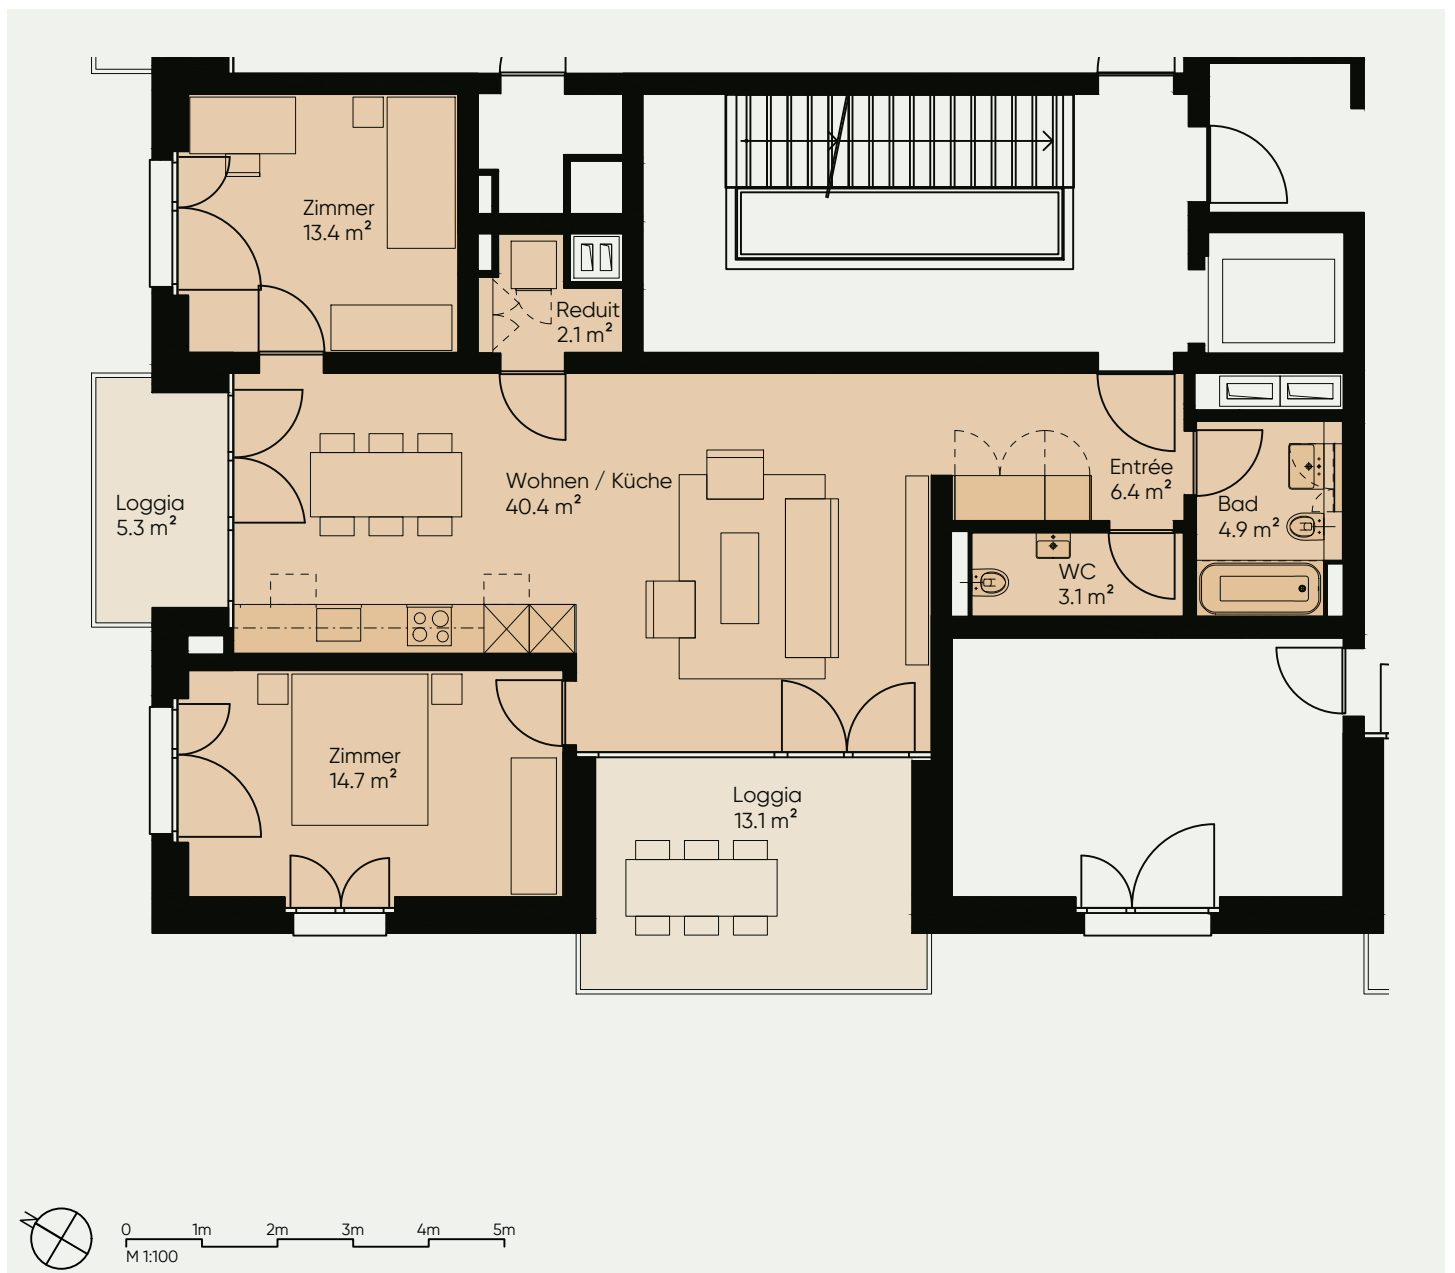 Zimmer
13.4 m²
Reduit
2.1 m²
Loggia
5.3 m²
Wohnen / Küche
40.4 m²
Entrée
6.4 m²
Bad
4.9 m²
WC
3.1 m²
Zimmer
14.7 m²
Loggia
13.1 m²
N
0 1m 2m 3m 4m 5m
M 1:100